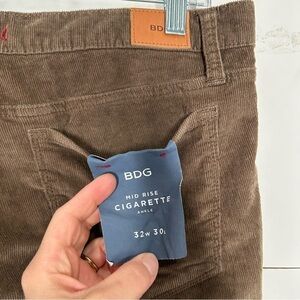 BDG
BDG
MID RISE
CIGARETTE
ANKLE
32W 30L